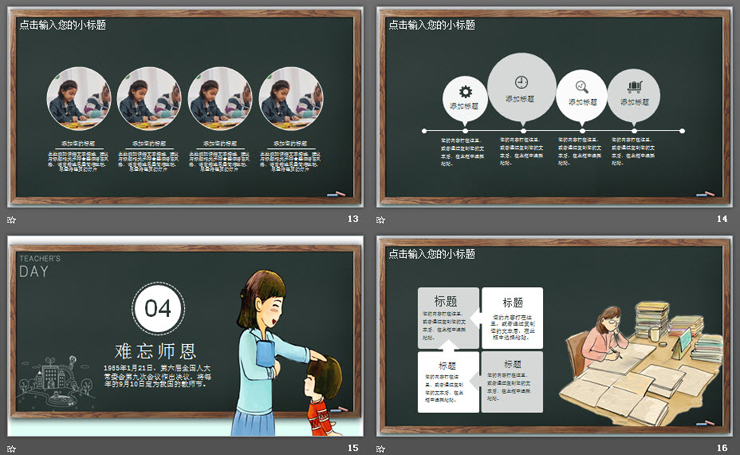 点击输入您的小标题
添加您的标题
添加您的标题
添加您的标题
添加您的标题
13
点击输入您的小标题
添加标题
添加标题
添加标题
添加标题
您的内容打在这里,
或者通过复制您的文
本后,在此框中选择
粘贴。
您的内容打在这里,
或者通过复制您的文
本后,在此框中选择
粘贴。
您的内容打在这里,
或者通过复制您的文
本后,在此框中选择
粘贴。
您的内容打在这里,
或者通过复制您的文
本后,在此框中选择
粘贴。
14
TEACHER'S
DAY
04
难忘师恩
1985年1月21日,第六届全国人大
常委会第九次会议作出决议,将每
年的9月10日定为我国的教师节。
15
点击输入您的小标题
标题
您的内容打在这里,
或者通过复制您的文
本后,在此框中选择
粘贴。
标题
您的内容打在这
里,或者通过复制
您的文本后,在此
框中选择粘贴。
标题
您的内容打在这
里,或者通过复制
您的文本后,在此
框中选择粘贴。
标题
您的内容打在这里,
或者通过复制您的文
本后,在此框中选择
粘贴。
16